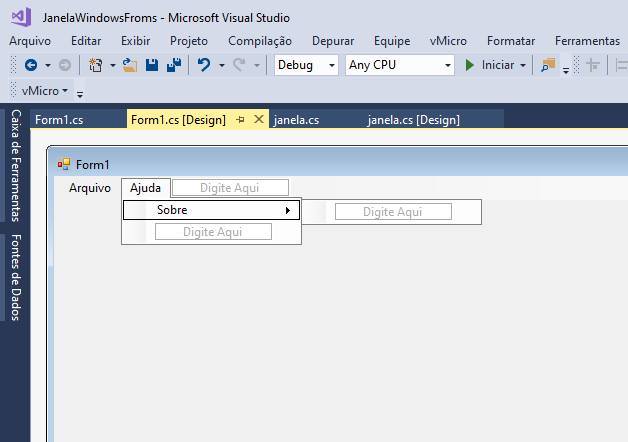 JanelaWindowsFroms - Microsoft Visual Studio
Arquivo Editar Exibir Projeto Compilação Depurar Equipe vMicro Formatar Ferramentas
Debug Any CPU Iniciar
vMicro
Form1.cs Form1.cs [Design] janela.cs janela.cs [Design]
Caixa de Ferramentas
Fontes de Dados
Form1
Arquivo Ajuda Digite Aqui
Sobre Digite Aqui
Digite Aqui